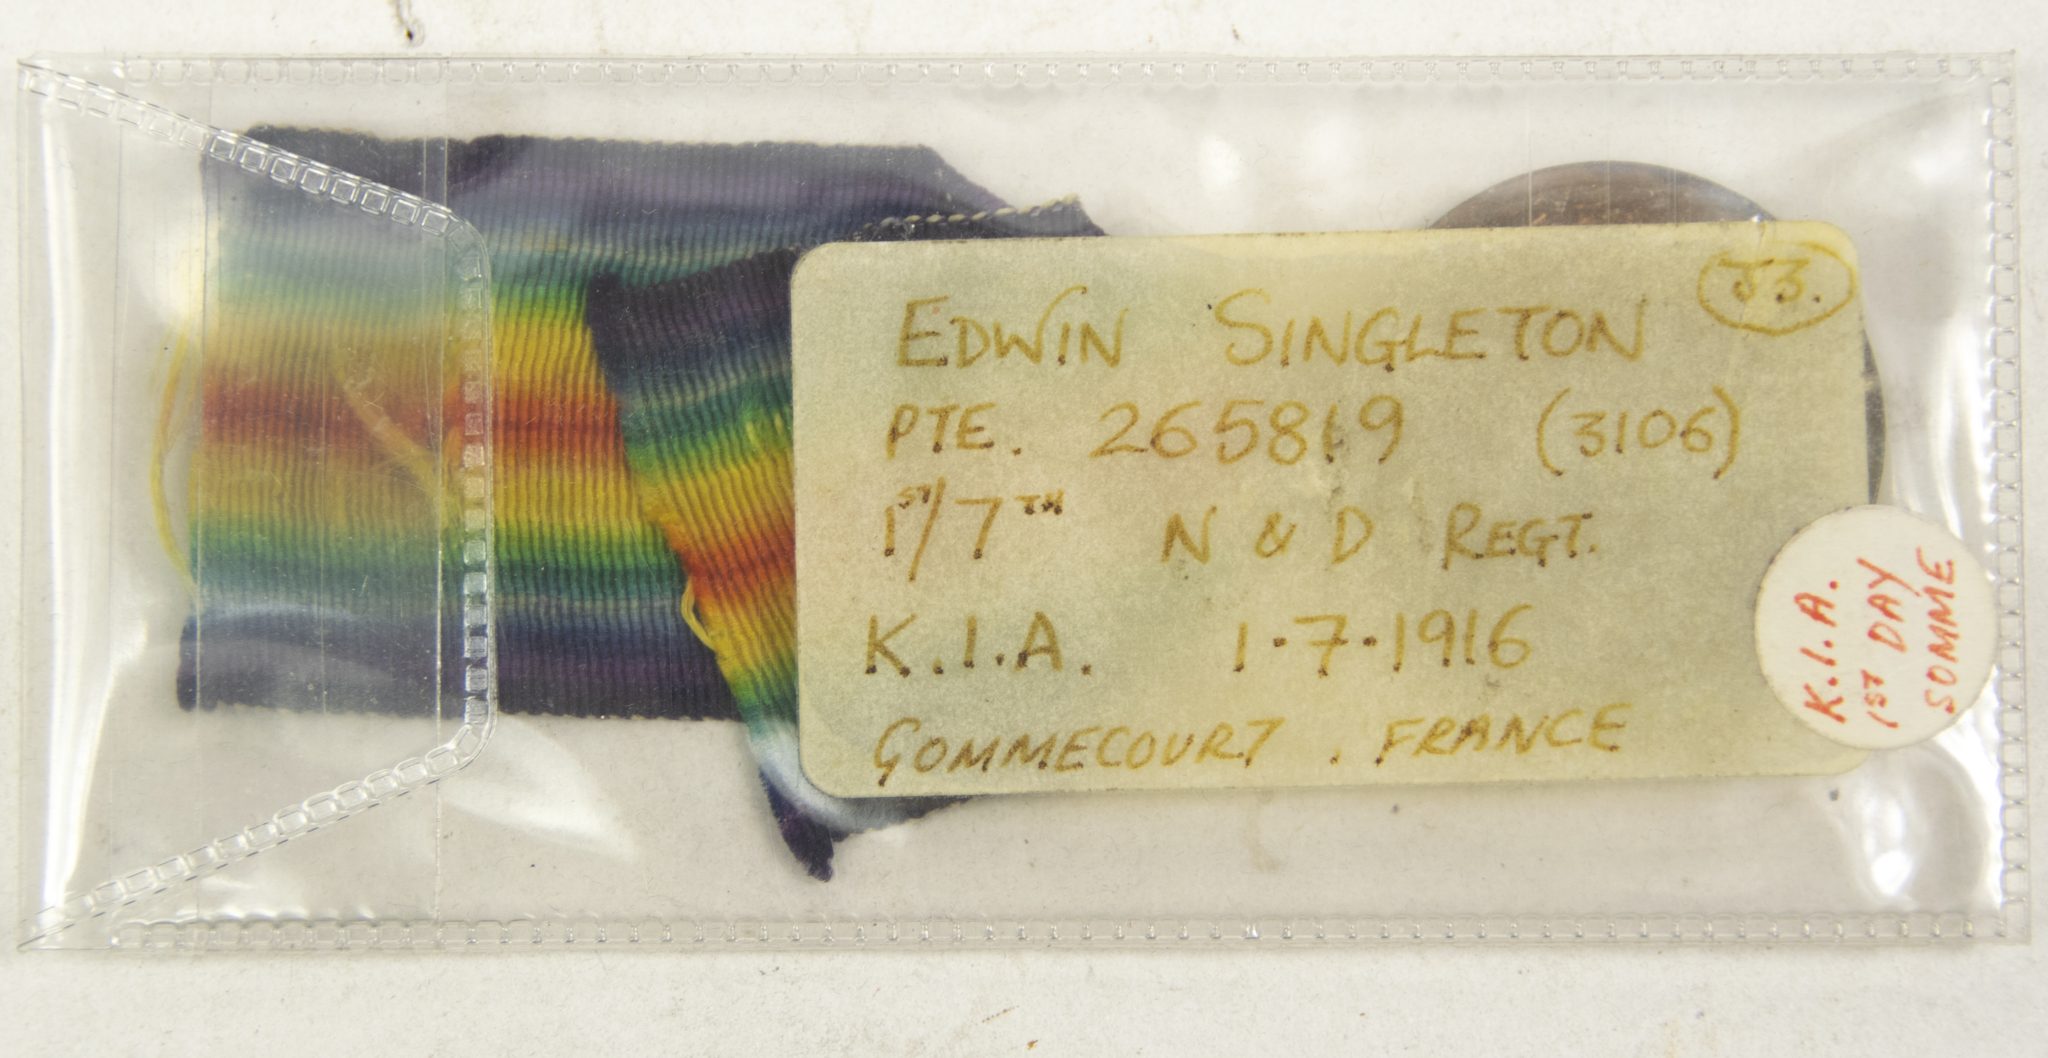 J3.
EDWIN SINGLETON
PTE. 265819 (3106)
1ST/7TH N & D REGT.
K.I.A. 1.7.1916
GOMMECOURT. FRANCE
K.I.A.
1ST DAY
SOMME